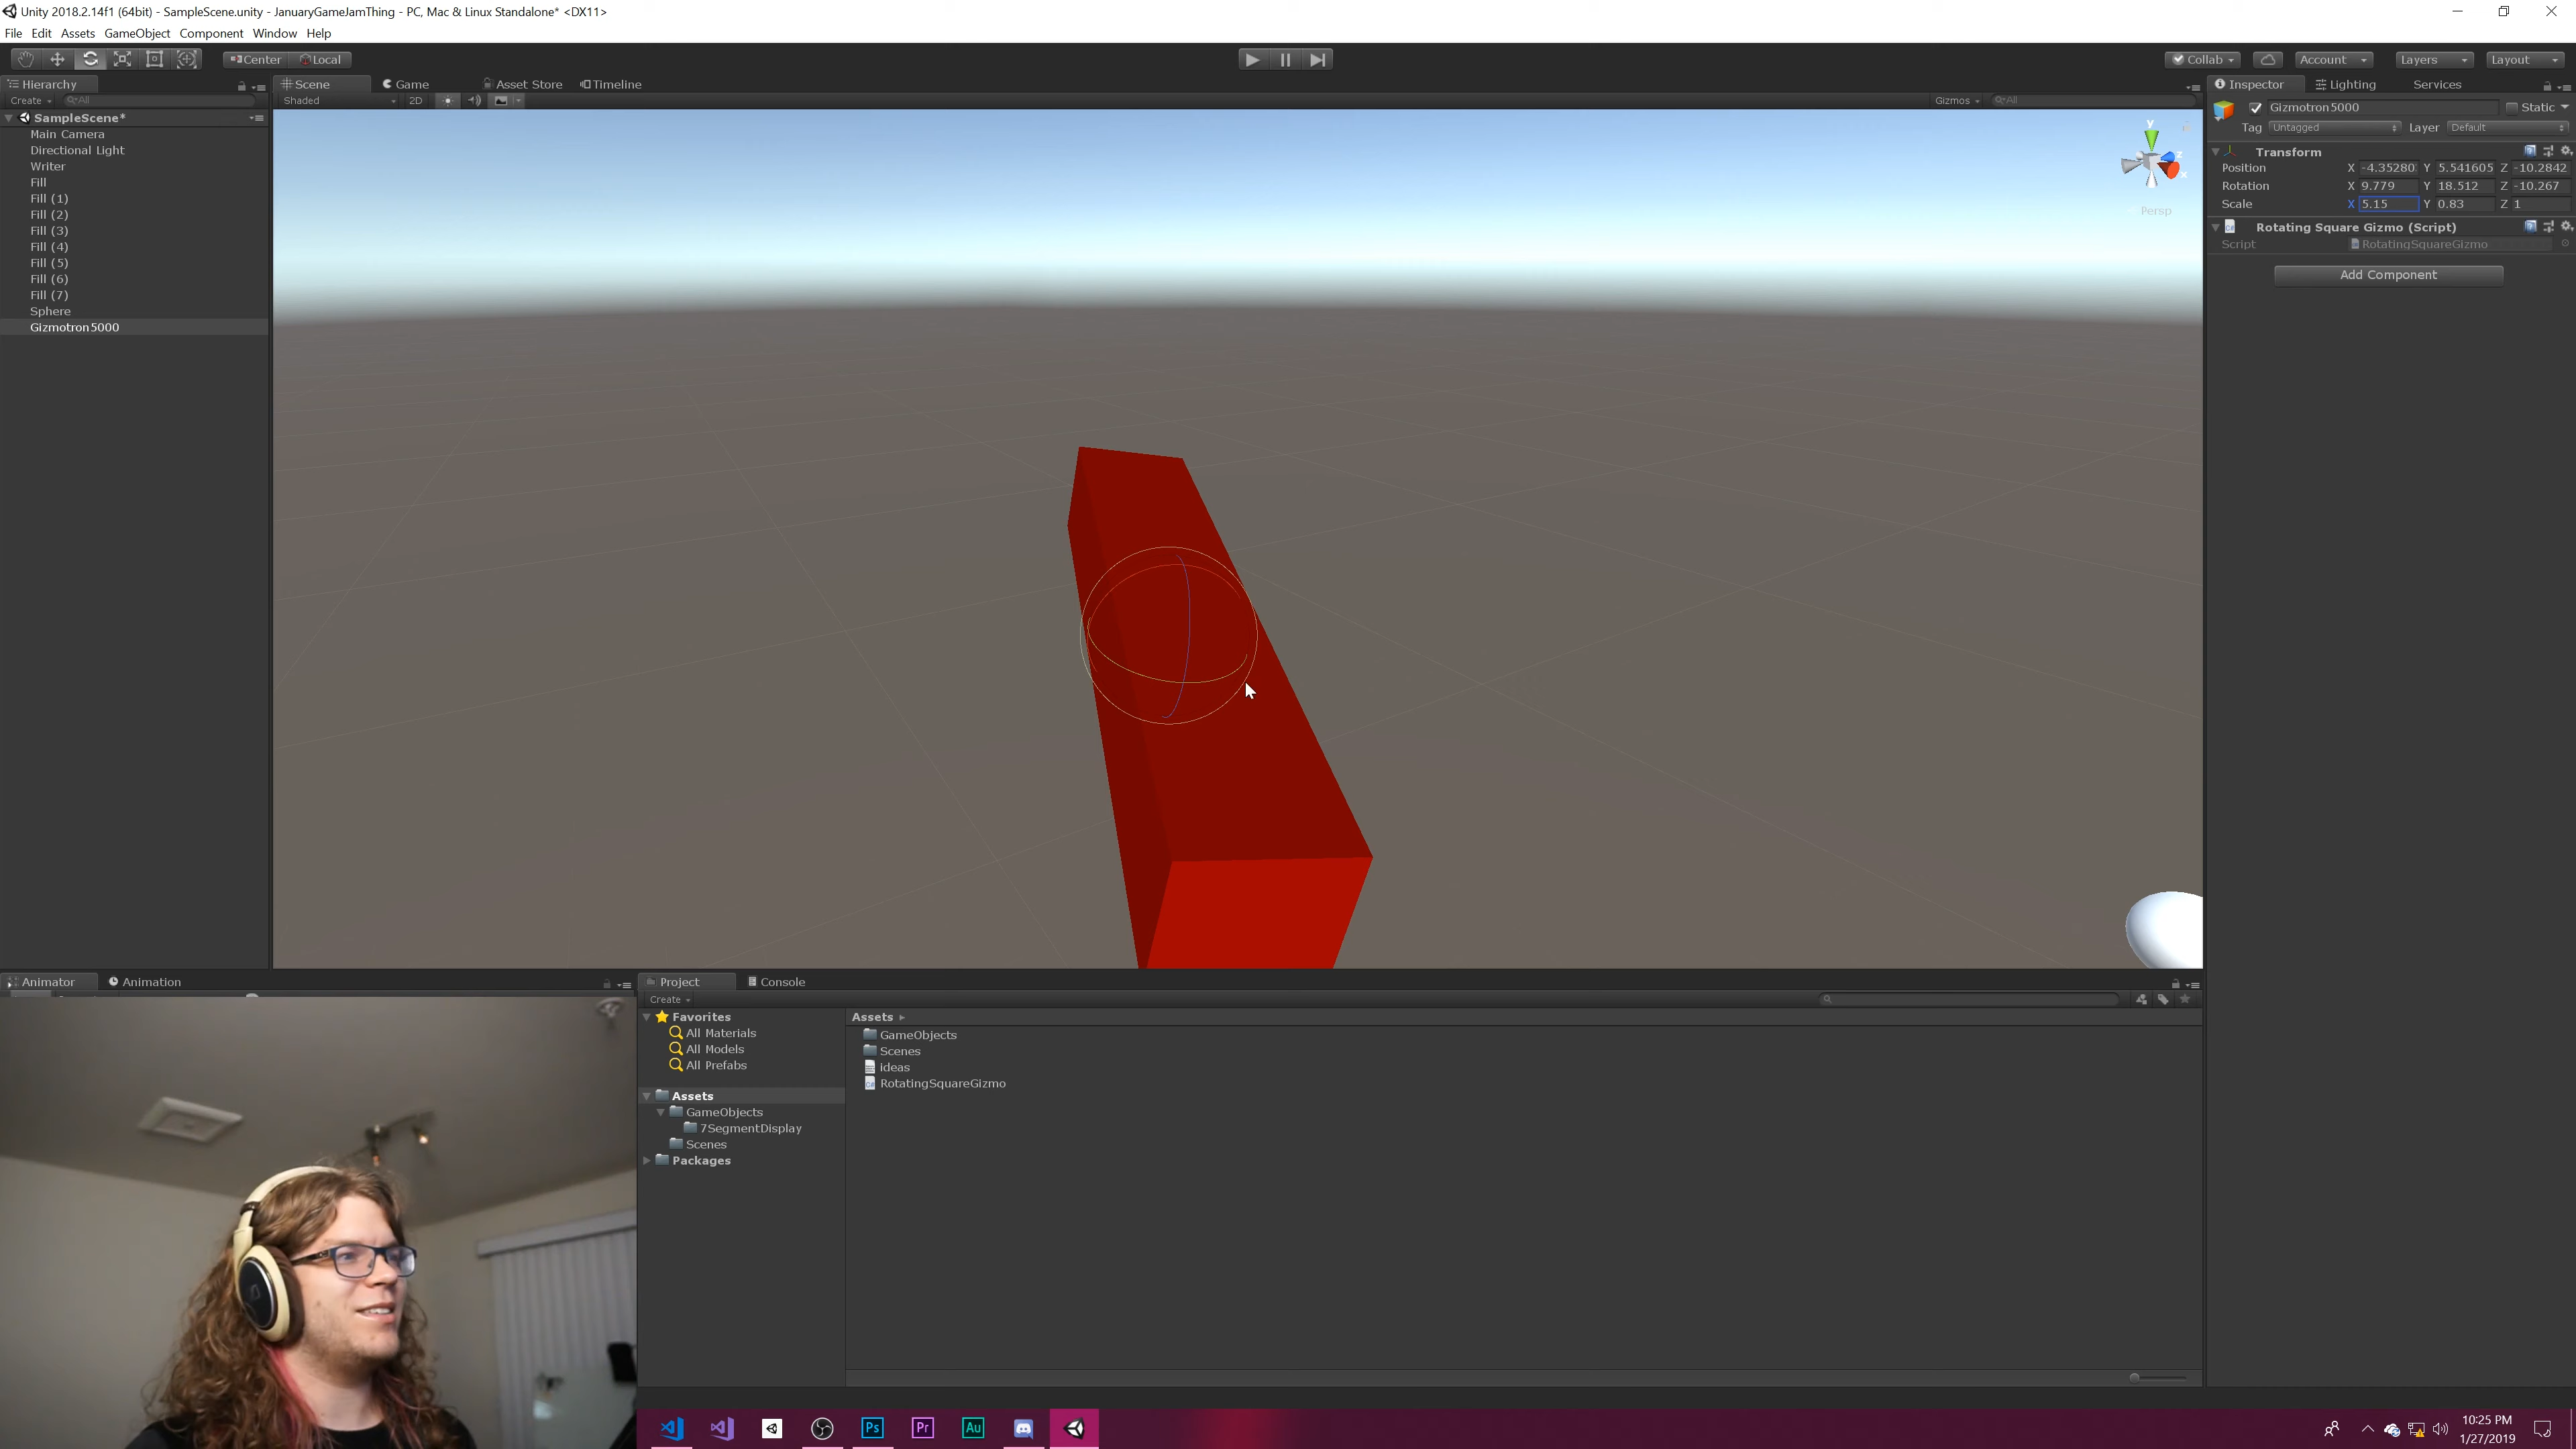 Unity 2018.2.14f1 (64bit) - SampleScene.unity - JanuaryGameJamThing - PC, Mac & Linux Standalone* <DX11>
File Edit Assets GameObject Component Window Help
Center Local Collab Account Layers Layout
Hierarchy Scene Game Asset Store Timeline Inspector Lighting Services
Create All Shaded 2D Gizmos All
Gizmotron5000 Static
Tag Untagged Layer Default
SampleScene*
Main Camera
Directional Light
Writer
Fill
Fill (1)
Fill (2)
Fill (3)
Fill (4)
Fill (5)
Fill (6)
Fill (7)
Sphere
Gizmotron5000
y
z
x
Persp
Transform
Position X -4.35280 Y 5.541605 Z -10.2842
Rotation X 9.779 Y 18.512 Z -10.267
Scale X 5.15 Y 0.83 Z 1
Rotating Square Gizmo (Script)
Script RotatingSquareGizmo
Add Component
Animator Animation Project Console
Create
Favorites
All Materials
All Models
All Prefabs
Assets
GameObjects
7SegmentDisplay
Scenes
Packages
Assets
GameObjects
Scenes
ideas
RotatingSquareGizmo
Ps Pr Au
10:25 PM
1/27/2019